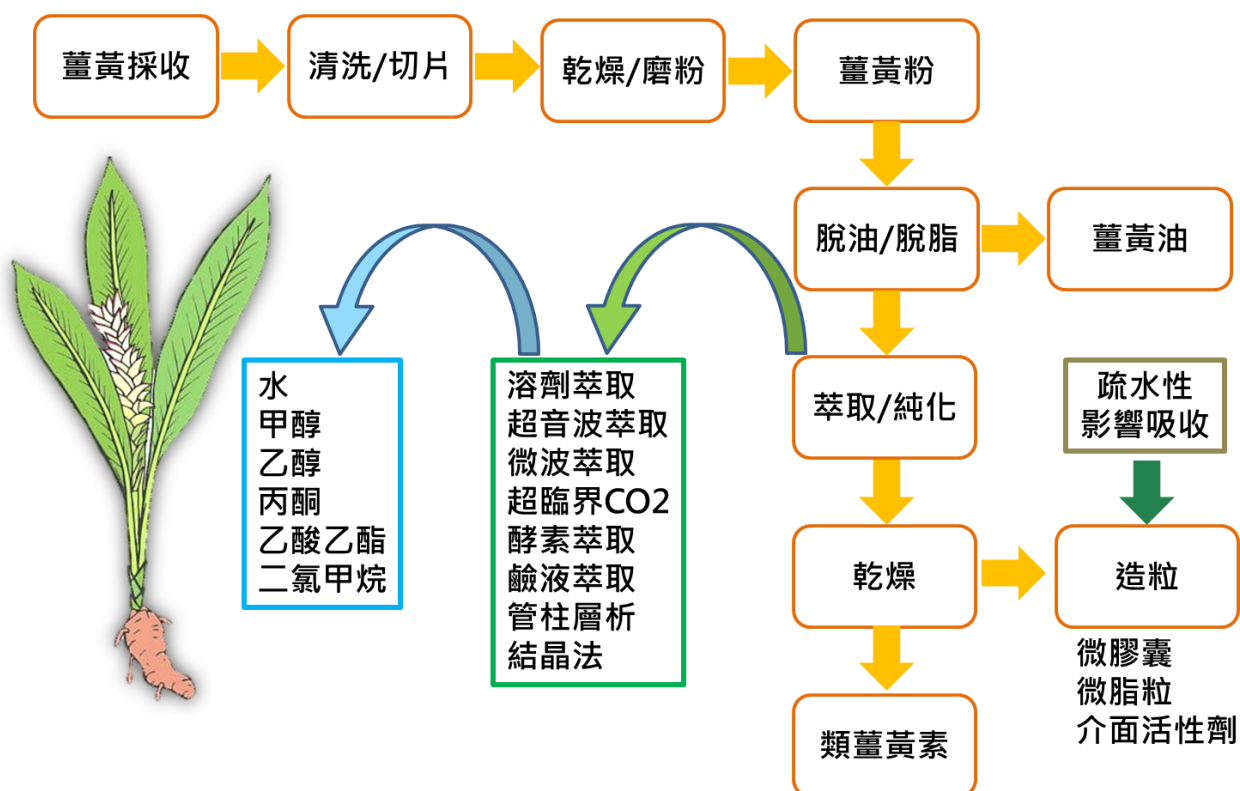 薑黃採收
清洗/切片
乾燥/磨粉
薑黃粉
脫油/脫脂
薑黃油
萃取/純化
溶劑萃取
超音波萃取
微波萃取
超臨界CO2
酵素萃取
鹼液萃取
管柱層析
結晶法
水
甲醇
乙醇
丙酮
乙酸乙酯
二氯甲烷
疏水性
影響吸收
乾燥
造粒
微膠囊
微脂粒
介面活性劑
類薑黃素